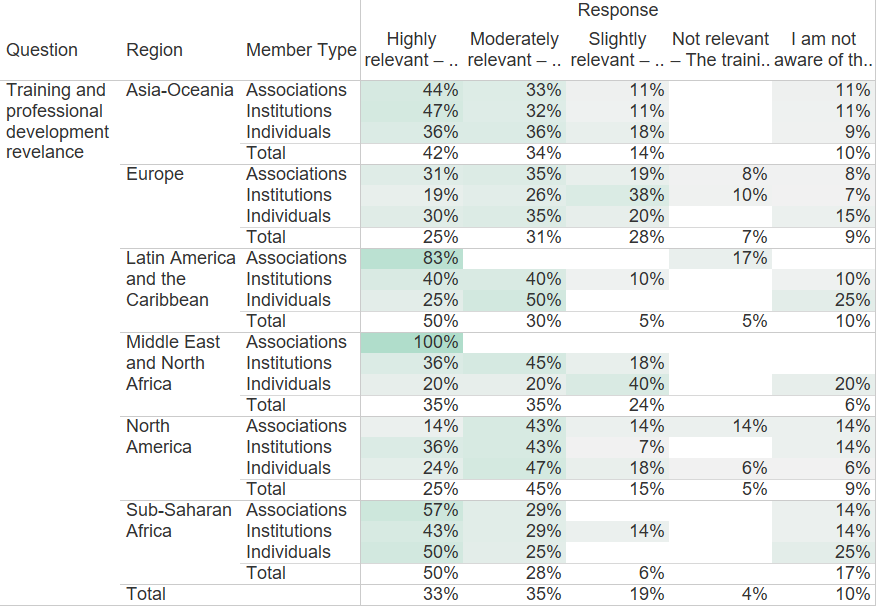 Response
Question Region Member Type Highly relevant – .. Moderately relevant – .. Slightly relevant – .. Not relevant – The traini.. I am not aware of th..
Training and professional development revelance Asia-Oceania Associations 44% 33% 11% 11%
Institutions 47% 32% 11% 11%
Individuals 36% 36% 18% 9%
Total 42% 34% 14% 10%
Europe Associations 31% 35% 19% 8% 8%
Institutions 19% 26% 38% 10% 7%
Individuals 30% 35% 20% 15%
Total 25% 31% 28% 7% 9%
Latin America and the Caribbean Associations 83% 17%
Institutions 40% 40% 10% 10%
Individuals 25% 50% 25%
Total 50% 30% 5% 5% 10%
Middle East and North Africa Associations 100%
Institutions 36% 45% 18%
Individuals 20% 20% 40% 20%
Total 35% 35% 24% 6%
North America Associations 14% 43% 14% 14% 14%
Institutions 36% 43% 7% 14%
Individuals 24% 47% 18% 6% 6%
Total 25% 45% 15% 5% 9%
Sub-Saharan Africa Associations 57% 29% 14%
Institutions 43% 29% 14% 14%
Individuals 50% 25% 25%
Total 50% 28% 6% 17%
Total 33% 35% 19% 4% 10%